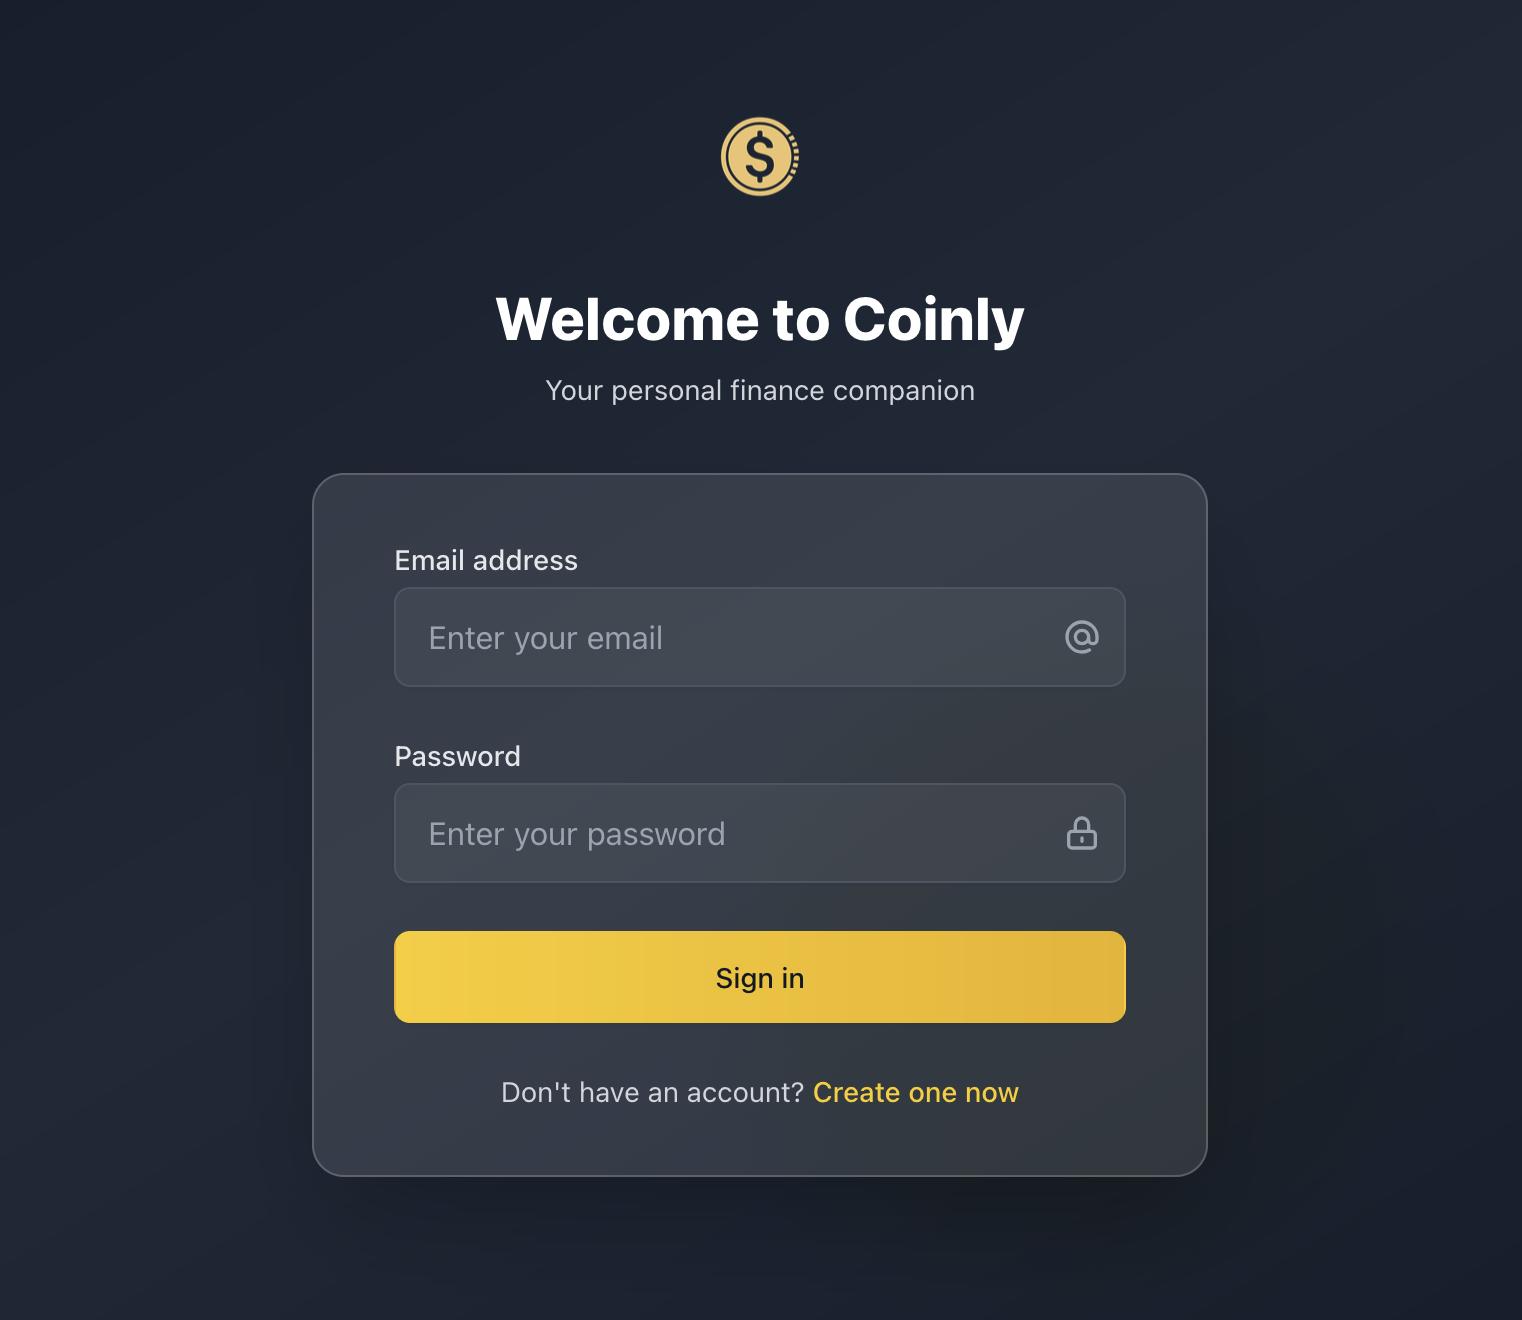 $
Welcome to Coinly
Your personal finance companion
Email address
Enter your email
Password
Enter your password
Sign in
Don't have an account? Create one now